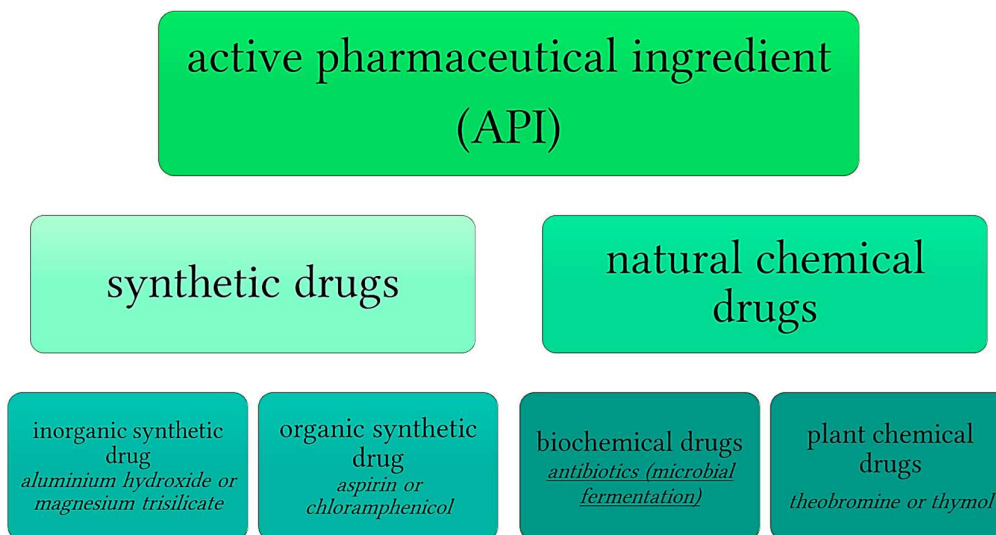 active pharmaceutical ingredient
(API)
synthetic drugs
natural chemical
drugs
inorganic synthetic
drug
aluminium hydroxide or
magnesium trisilicate
organic synthetic
drug
aspirin or
chloramphenicol
biochemical drugs
antibiotics (microbial
fermentation)
plant chemical
drugs
theobromine or thymol